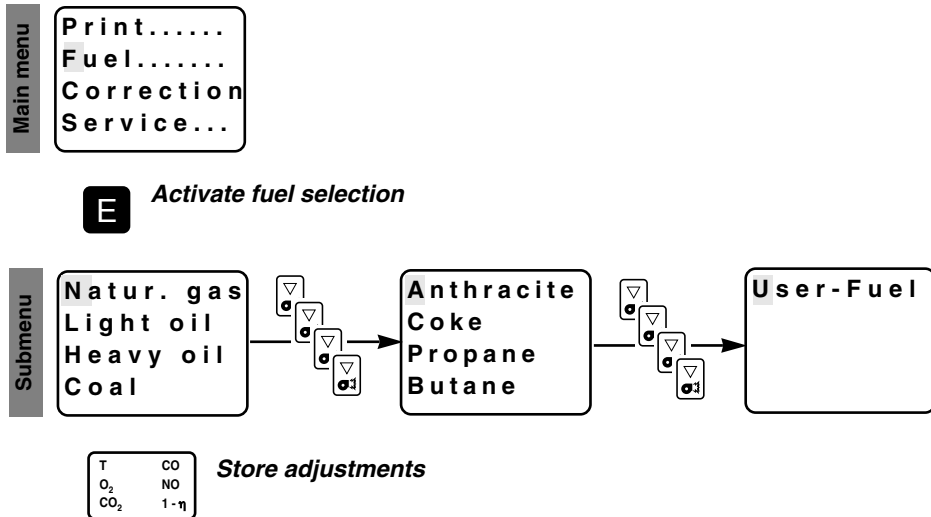 Main menu
Print......
Fuel.......
Correction
Service...
E
Activate fuel selection
Submenu
Natur. gas
Light oil
Heavy oil
Coal
Anthracite
Coke
Propane
Butane
User-Fuel
T CO
O₂ NO
CO₂ 1-η
Store adjustments